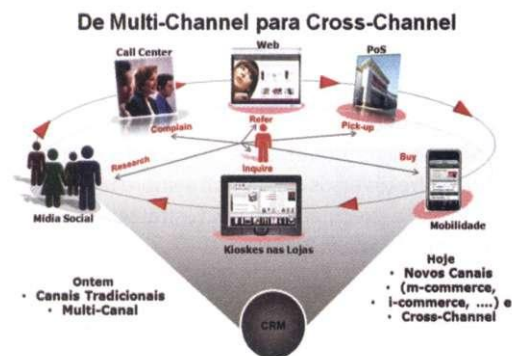 De Multi-Channel para Cross-Channel
Call Center
Web
PoS
Complain
Refer
Pick-up
Research
Inquire
Buy
Mídia Social
Kioskes nas Lojas
Mobilidade
Ontem
• Canais Tradicionais
• Multi-Canal
Hoje
• Novos Canais
• (m-commerce,
• i-commerce, ....) e
• Cross-Channel
CRM